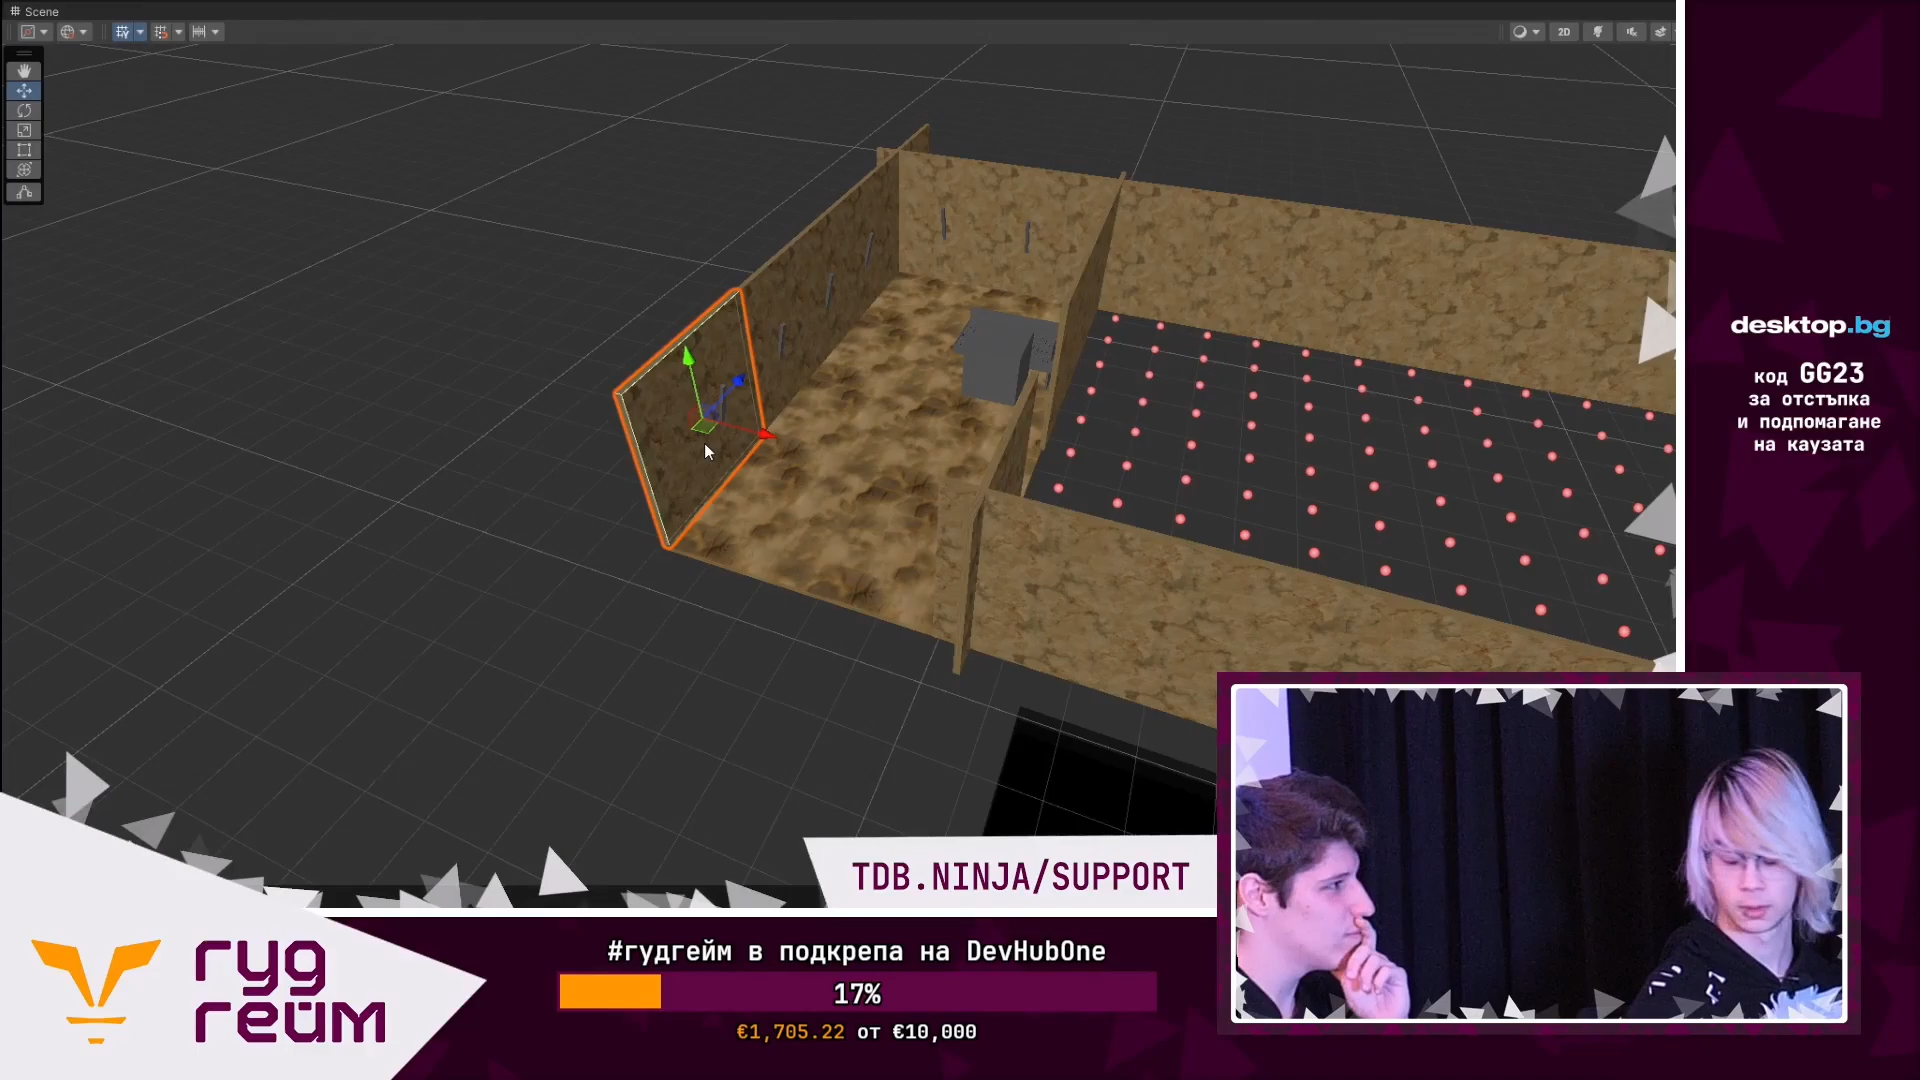 Scene
2D
desktop.bg
код GG23
за отстъпка
и подпомагане
на каузата
TDB.NINJA/SUPPORT
гуд
гейм
#гудгейм в подкрепа на DevHubOne
17%
€1,705.22 от €10,000